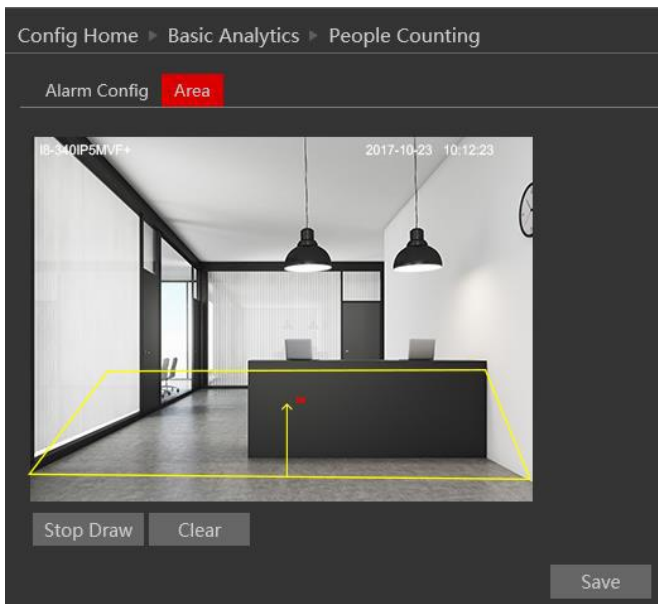 Config Home ▸ Basic Analytics ▸ People Counting
Alarm Config Area
I8-340IP5MVF+ 2017-10-23 10:12:23
Stop Draw Clear
Save